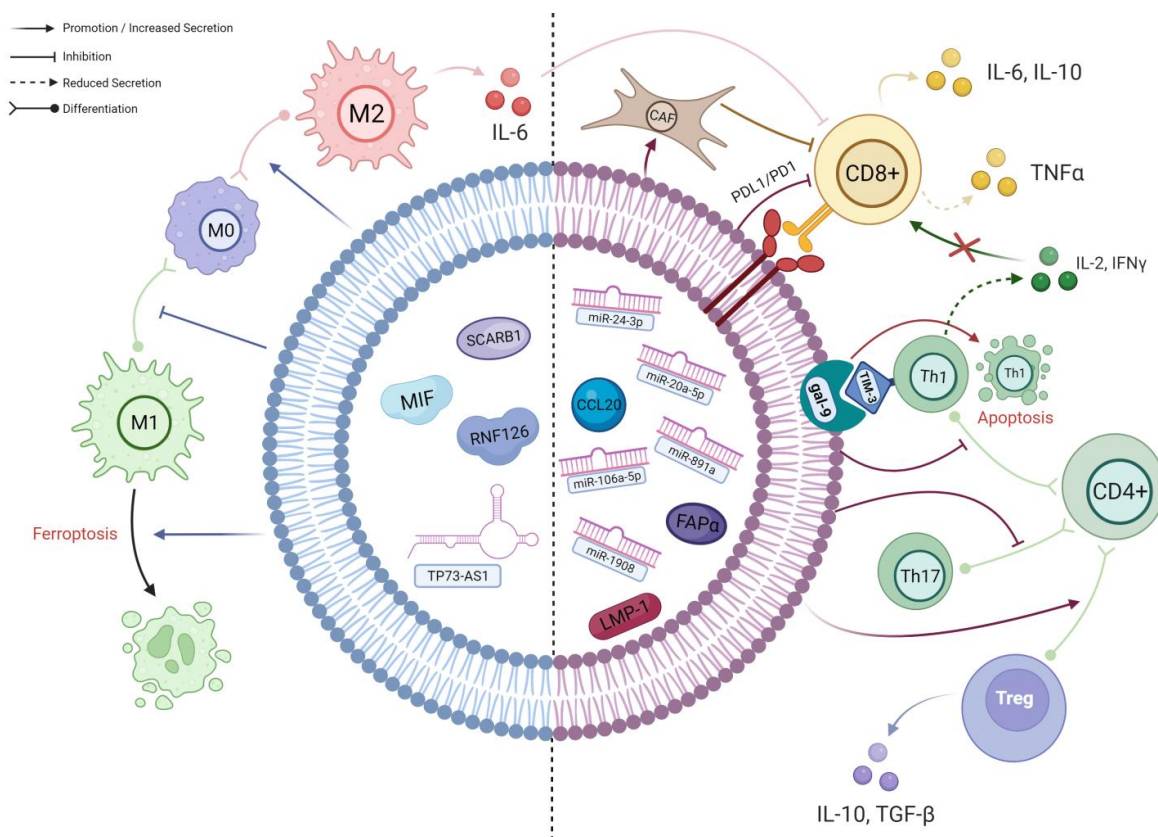 Promotion / Increased Secretion
Inhibition
Reduced Secretion
Differentiation
M2
IL-6
M0
M1
Ferroptosis
SCARB1
MIF
RNF126
TP73-AS1
CAF
PDL1/PD1
CD8+
IL-6, IL-10
TNFα
IL-2, IFNγ
miR-24-3p
miR-20a-5p
CCL20
miR-891a
miR-106a-5p
FAPα
miR-1908
LMP-1
gal-9
TIM-3
Th1
Th1
Apoptosis
CD4+
Th17
Treg
IL-10, TGF-β